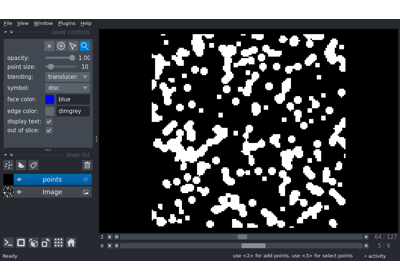 File View Window Plugins Help
layer controls
opacity: 1.00
point size: 10
blending: translucen
symbol: disc
face color: blue
edge color: dimgrey
display text:
out of slice:
layer list
points
Image
2 64 127
0 5 9
Ready use <2> for add points, use <3> for select points activity